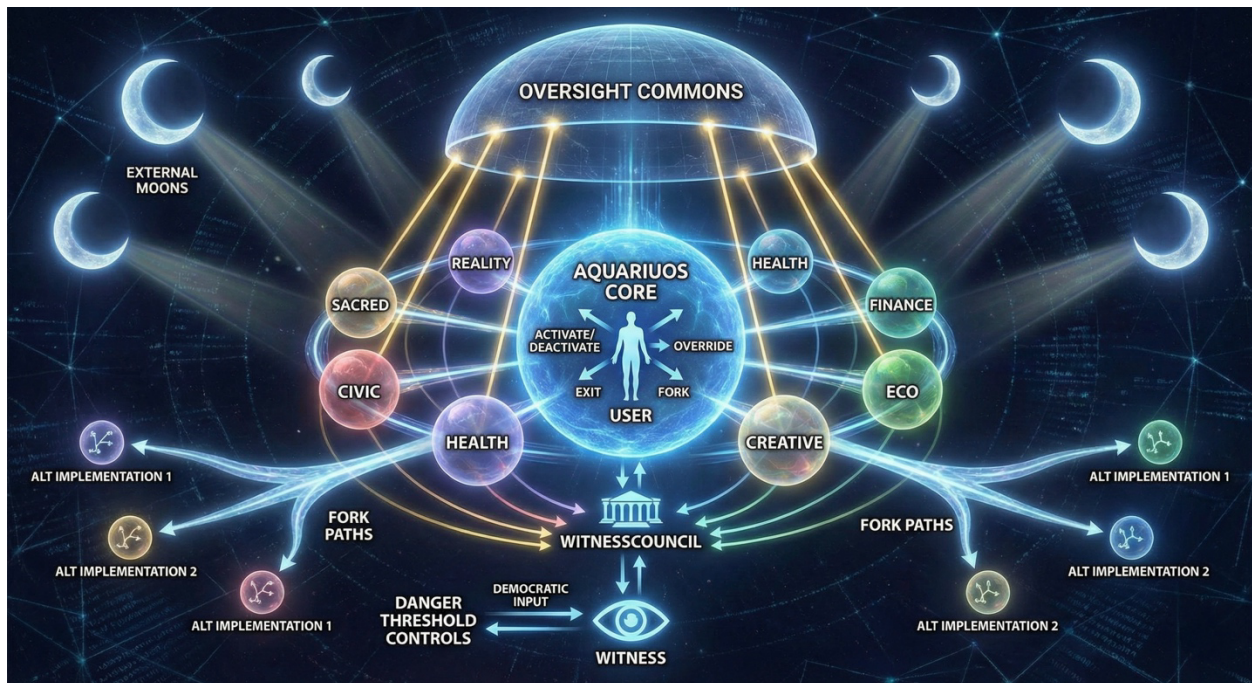 OVERSIGHT COMMONS
EXTERNAL
MOONS
REALITY
HEALTH
AQUARIUOS
CORE
SACRED
FINANCE
ACTIVATE/
DEACTIVATE
OVERRIDE
CIVIC
ECO
EXIT
FORK
USER
HEALTH
CREATIVE
ALT IMPLEMENTATION 1
ALT IMPLEMENTATION 1
FORK
PATHS
FORK PATHS
WITNESSCOUNCIL
ALT IMPLEMENTATION 2
ALT IMPLEMENTATION 2
DEMOCRATIC
INPUT
DANGER
THRESHOLD
CONTROLS
ALT IMPLEMENTATION 1
ALT IMPLEMENTATION 2
WITNESS